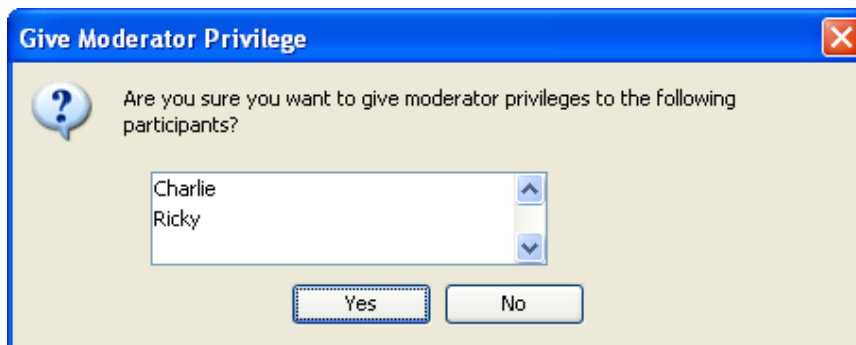 Give Moderator Privilege
Are you sure you want to give moderator privileges to the following
participants?
Charlie
Ricky
Yes
No